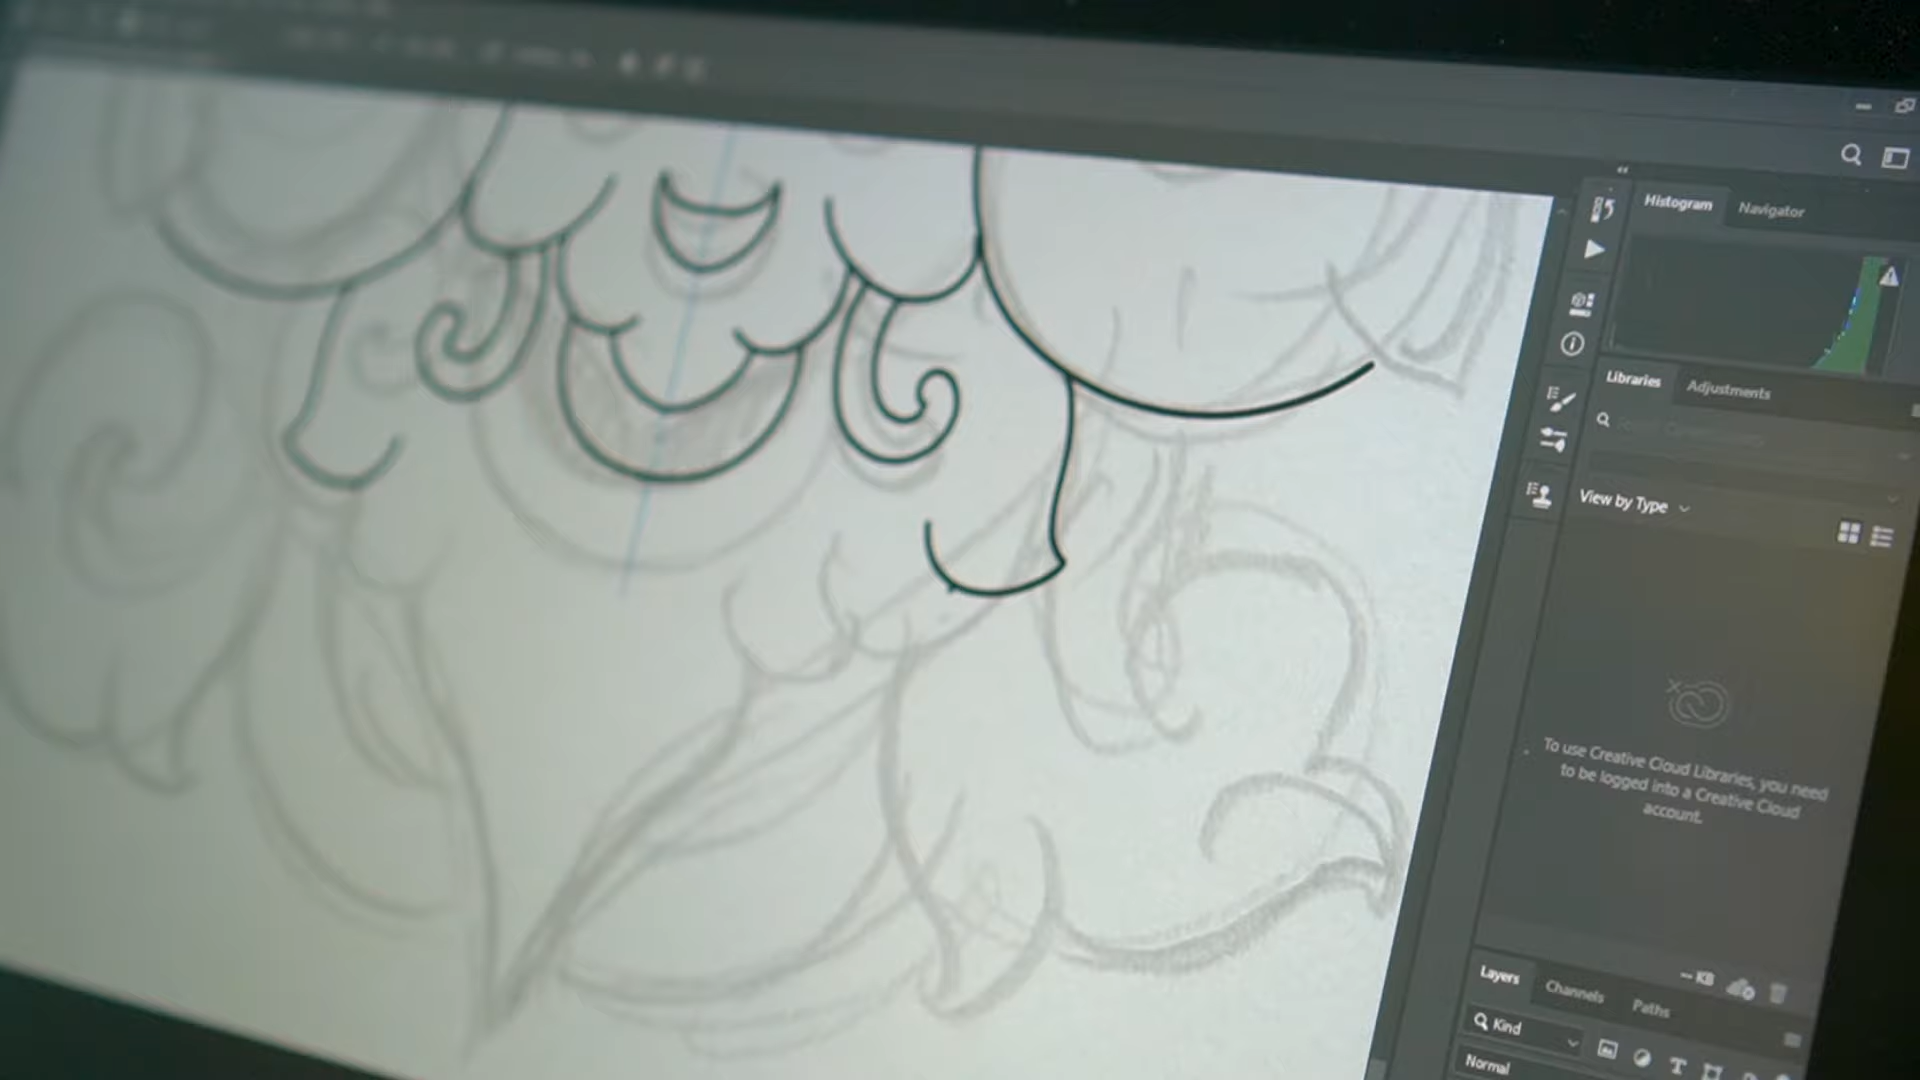 Histogram
Navigator
Libraries
Adjustments
View by Type
To use Creative Cloud Libraries, you need
to be logged into a Creative Cloud
account.
-- KB
Layers
Channels
Paths
Kind
T
Normal